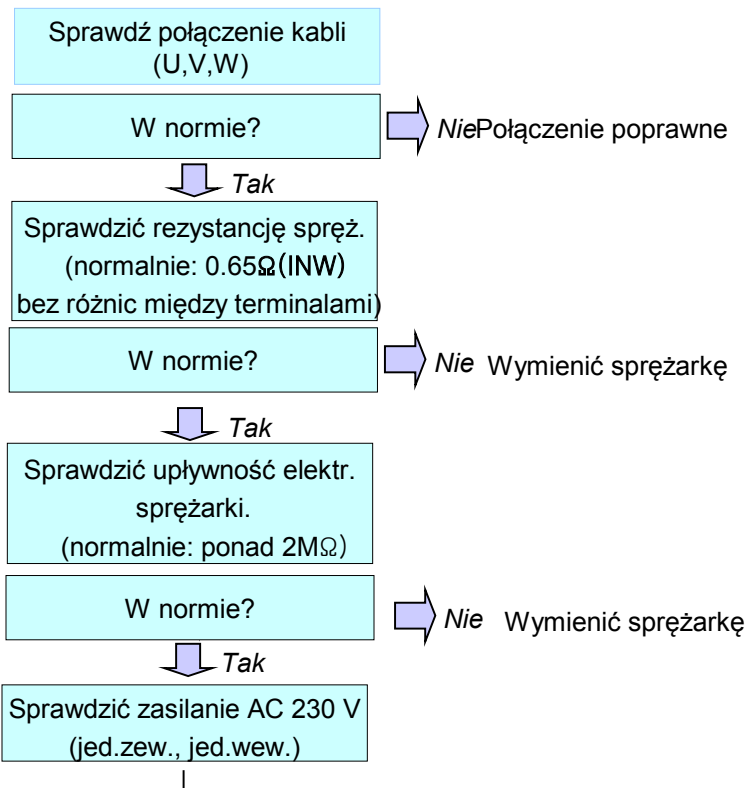 Sprawdź połączenie kabli
(U,V,W)
W normie?
NiePołączenie poprawne
Tak
Sprawdzić rezystancję spręż.
(normalnie: 0.65Ω(INW)
bez różnic między terminalami)
W normie?
Nie Wymienić sprężarkę
Tak
Sprawdzić upływność elektr.
sprężarki.
(normalnie: ponad 2MΩ)
W normie?
Nie Wymienić sprężarkę
Tak
Sprawdzić zasilanie AC 230 V
(jed.zew., jed.wew.)